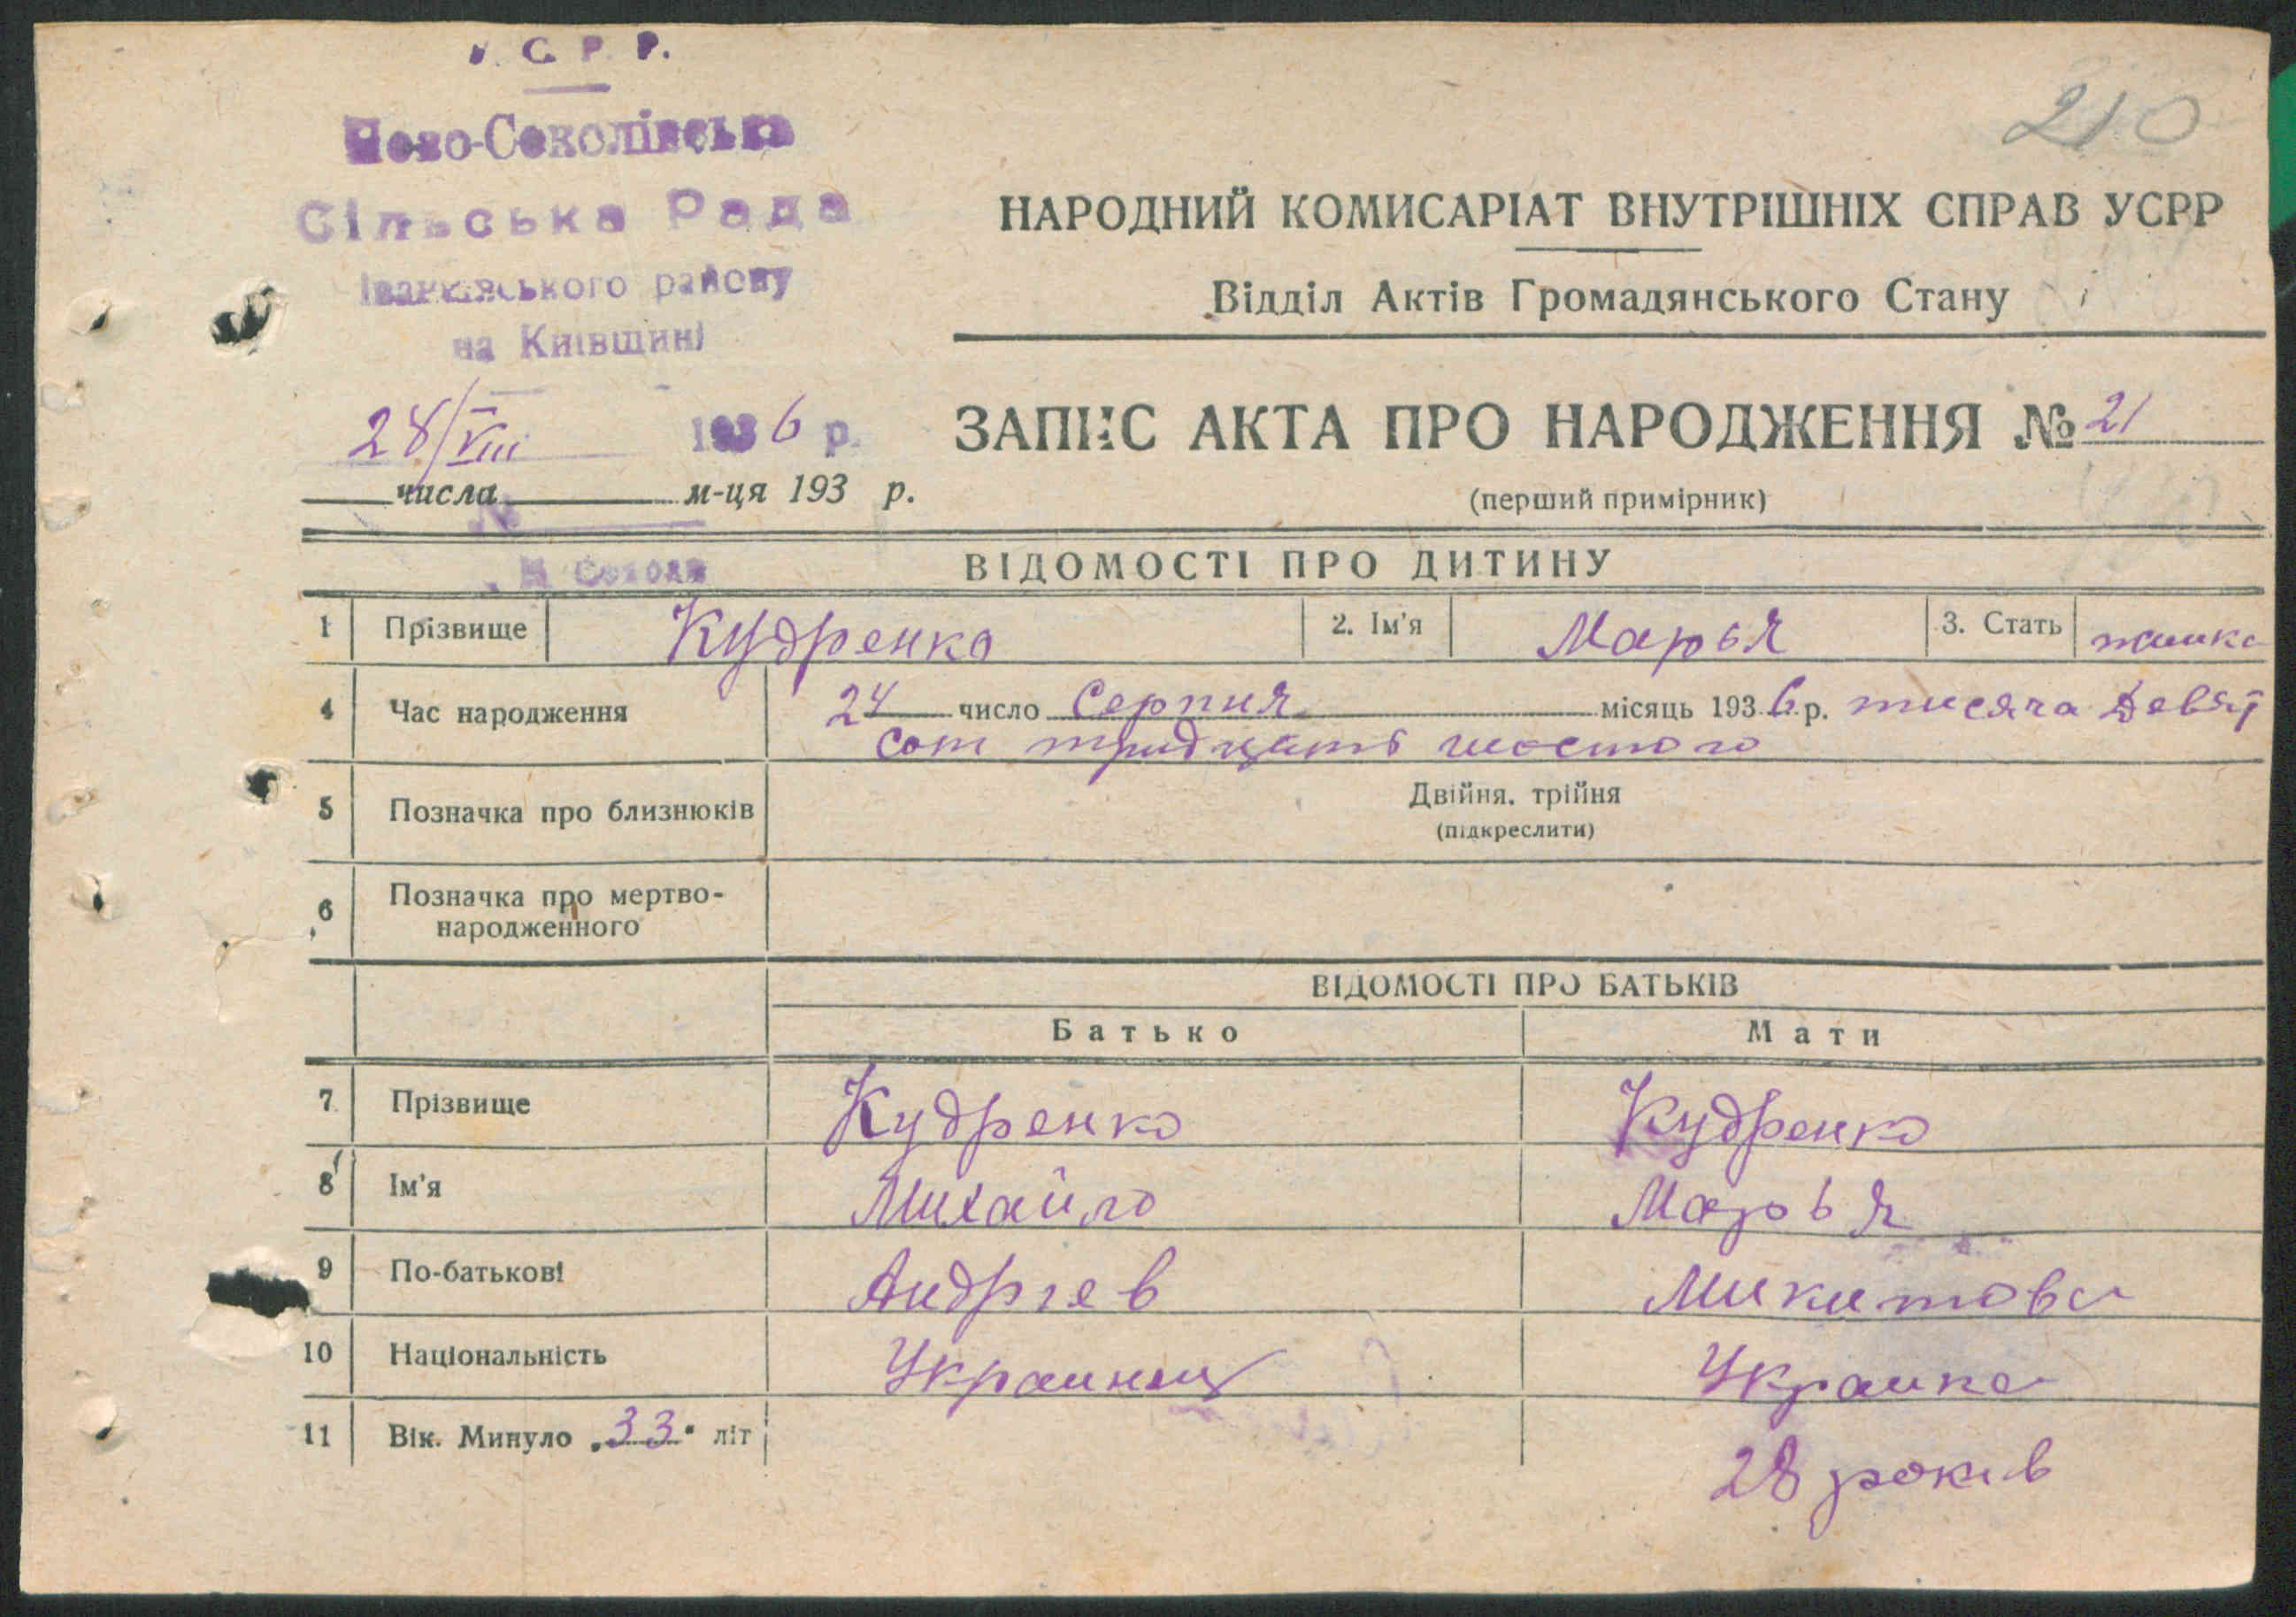 У. С. Р. Р.
Ново-Соколівська
Сільська Рада
Іванківського району
на Київщині
28/VIII 1936 р.
числа м-ця 193 р.
№
210
НАРОДНИЙ КОМИСАРІАТ ВНУТРІШНІХ СПРАВ УСРР
Відділ Актів Громадянського Стану
ЗАПИС АКТА ПРО НАРОДЖЕННЯ № 21
(перший примірник)
ВІДОМОСТІ ПРО ДИТИНУ
1 Прізвище Кудренко 2. Ім'я Марья 3. Стать
4 Час народження 24 число Серпня місяць 1936 р. тисяча девят
сот тридцать шостого
5 Позначка про близнюків Двійня, трійня
(підкреслити)
6 Позначка про мертво-
народженного
ВІДОМОСТІ ПРО БАТЬКІВ
Батько Мати
7 Прізвище Кудренко Кудренко
8 Ім'я Михайло Марья
9 По-батькові Андріев Микитова
10 Національність Украинец Украинка
11 Вік. Минуло „33" літ 28 років